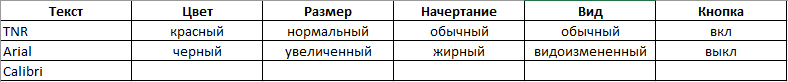 Текст Цвет Размер Начертание Вид Кнопка
TNR красный нормальный обычный обычный вкл
Arial черный увеличенный жирный видоизмененный выкл
Calibri